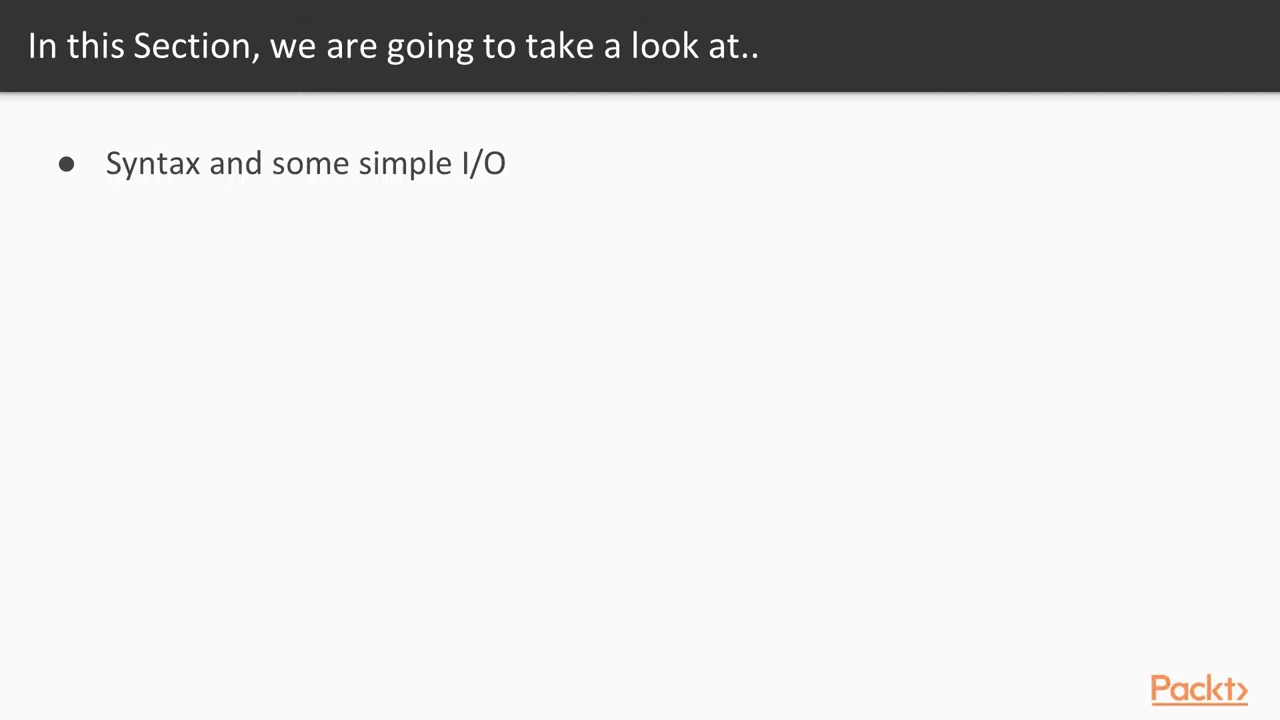 In this Section, we are going to take a look at..
● Syntax and some simple I/O
Packt>